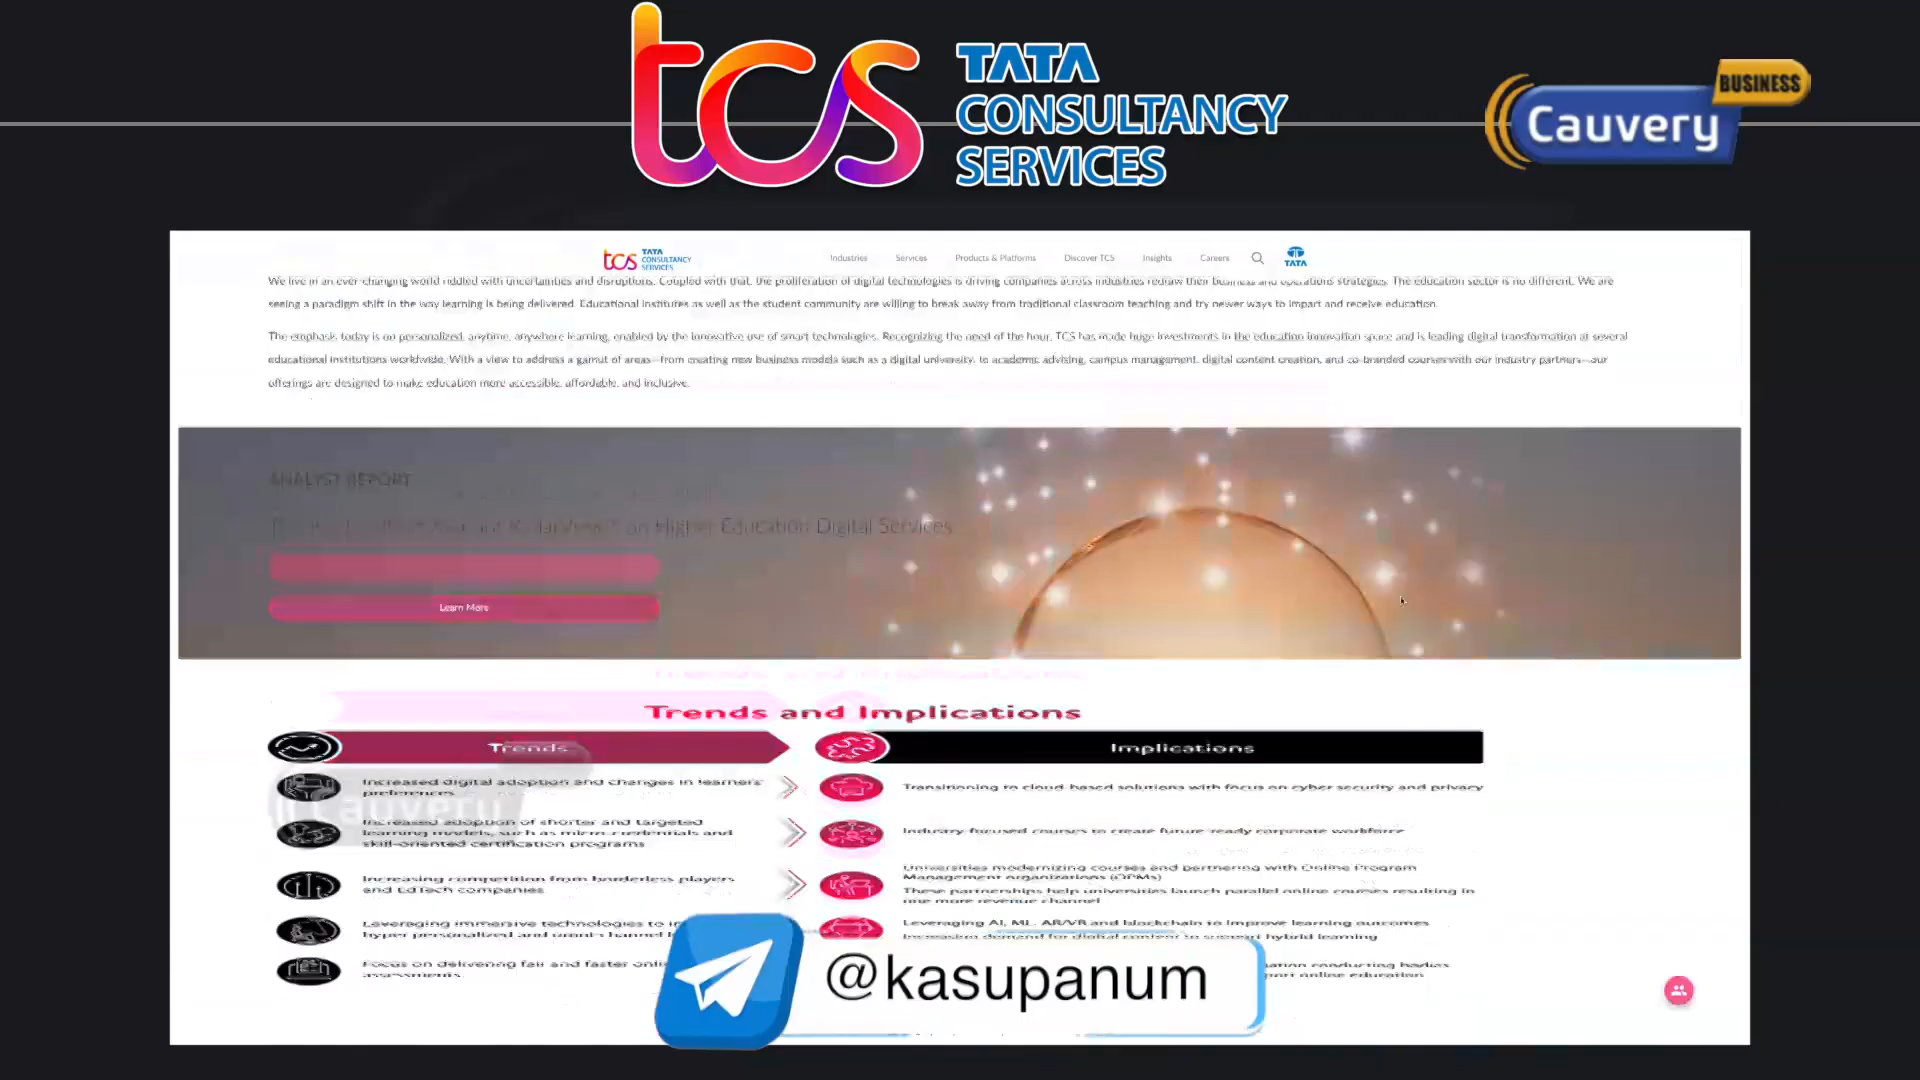 tcs
TATA
CONSULTANCY
SERVICES
BUSINESS
Cauvery
tcs TATA CONSULTANCY SERVICES
Industries Services Products & Platforms Discover TCS Insights Careers TATA
We live in an ever-changing world riddled with uncertainties and disruptions. Coupled with that, the proliferation of digital technologies is driving companies across industries redraw their business and operations strategies. The education sector is no different. We are
seeing a paradigm shift in the way learning is being delivered. Educational institutes as well as the student community are willing to break away from traditional classroom teaching and try newer ways to impart and receive education.
The emphasis today is on personalized, anytime, anywhere learning, enabled by the innovative use of smart technologies. Recognizing the need of the hour, TCS has made huge investments in the education innovation space and is leading digital transformation at several
educational institutions worldwide. With a view to address a gamut of areas—from creating new business models such as a digital university, to academic advising, campus management, digital content creation, and co-branded courses with our industry partners—our
offerings are designed to make education more accessible, affordable, and inclusive.
ANALYST REPORT
on Higher Education Digital Services
Learn More
Trends and Implications
Trends
Implications
Increased digital adoption and changes in learners'
preferences
Transitioning to cloud-based solutions with focus on cyber security and privacy
Cauvery
Increased adoption of shorter and targeted
learning models, such as micro-credentials and
skill-oriented certification programs
Industry-focused courses to create future-ready corporate workforce
Increasing competition from borderless players
and EdTech companies
Universities modernizing courses and partnering with Online Program
Management organizations (OPMs)
These partnerships help universities launch parallel online courses resulting in
one more revenue channel
Leveraging immersive technologies to
hyper personalized and
Leveraging AI, ML, AR/VR and blockchain to improve learning outcomes
Increasing demand for digital content to support hybrid learning
Focus on delivering fair and faster
assessments
conducting bodies
online education
@kasupanum